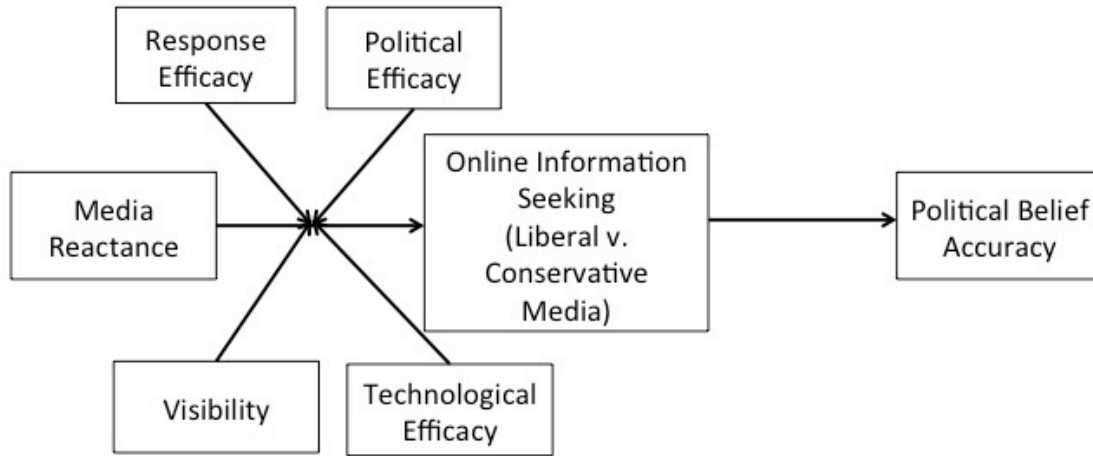 Response
Efficacy
Political
Efficacy
Media
Reactance
Online Information
Seeking
(Liberal v.
Conservative
Media)
Political Belief
Accuracy
Visibility
Technological
Efficacy